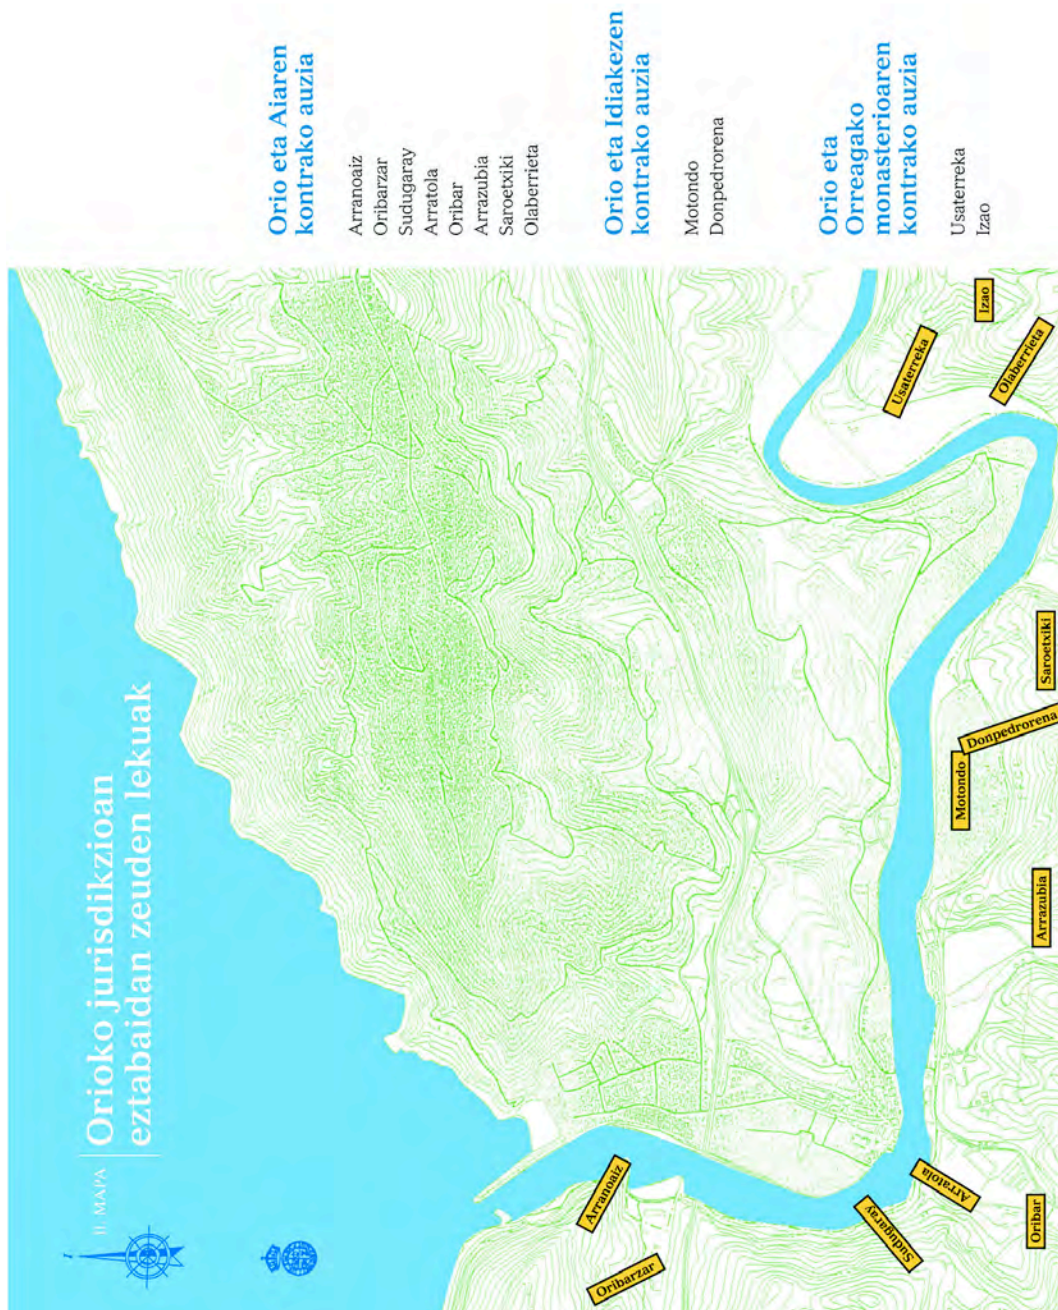 II. MAPA
Orioko jurisdikzioan
eztabaidan zeuden lekuak
Orio eta Aiaren
kontrako auzia
Arranoaiz
Oribarzar
Sudugaray
Arratola
Oribar
Arrazubia
Saroetxiki
Olaberrieta
Orio eta Idiakezen
kontrako auzia
Motondo
Donpedrorena
Orio eta
Orreagako
monasterioaren
kontrako auzia
Usaterreka
Izao
Arranoaiz
Oribarzar
Sudugaray
Arratola
Oribar
Arrazubia
Motondo
Donpedrorena
Saroetxiki
Usaterreka
Izao
Olaberrieta